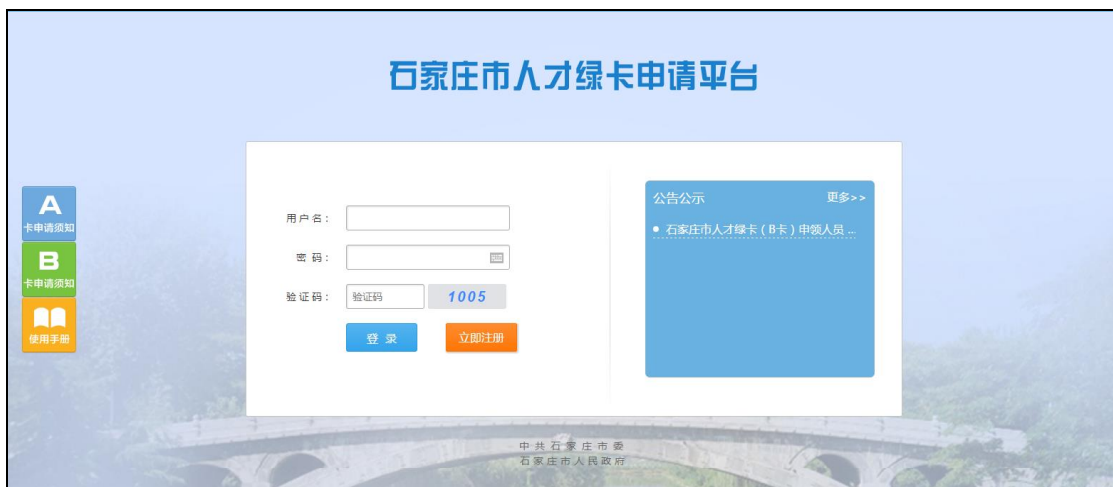 石家庄市人才绿卡申请平台
A
卡申请须知
B
卡申请须知
使用手册
用户名：
密 码：
验证码： 验证码 1005
登 录 立即注册
公告公示 更多>>
石家庄市人才绿卡（B卡）申领人员 ...
中共石家庄市委
石家庄市人民政府